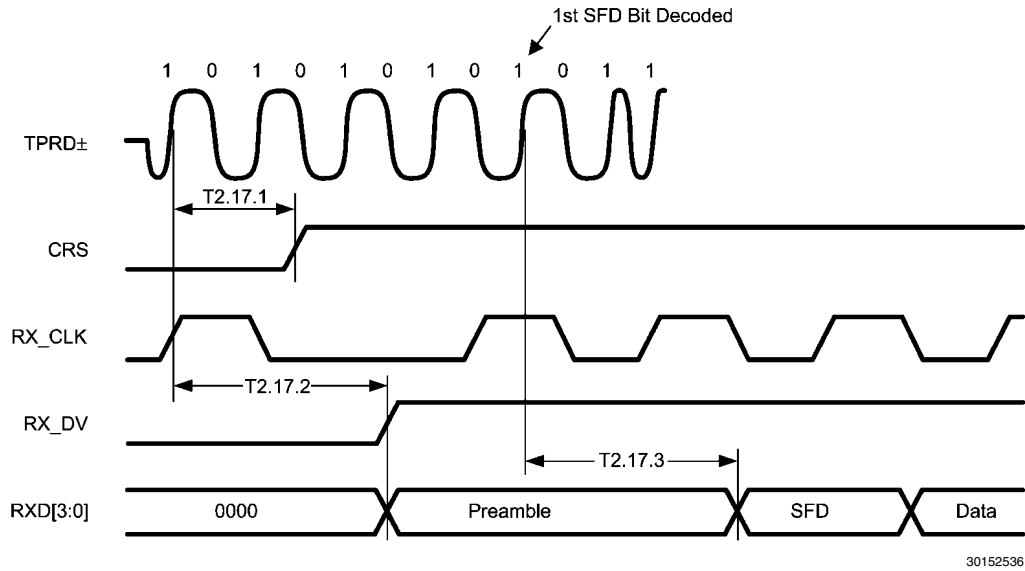 1st SFD Bit Decoded
1 0 1 0 1 0 1 0 1 0 1 1
TPRD±
T2.17.1
CRS
RX_CLK
T2.17.2
RX_DV
T2.17.3
RXD[3:0] 0000 Preamble SFD Data
30152536